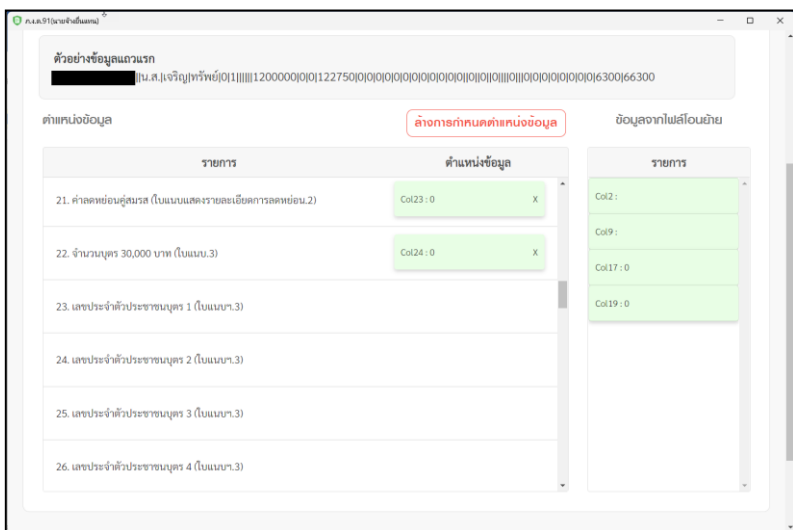 ภ.ง.ด.91(นายจ้างยื่นแทน)
ตัวอย่างข้อมูลแถวแรก
||น.ส.|เจริญ|ทรัพย์|0|1||||||1200000|0|0|122750|0|0|0|0|0|0|0|0|0|0|0|0||0||0||||0|||0|0|0|0|0|0|0|6300|66300
ตำแหน่งข้อมูล
ล้างการกำหนดตำแหน่งข้อมูล
ข้อมูลจากไฟล์โอนย้าย
รายการ
ตำแหน่งข้อมูล
รายการ
21. ค่าลดหย่อนคู่สมรส (ใบแนบแสดงรายละเอียดการลดหย่อน.2)
Col23 : 0 X
22. จำนวนบุตร 30,000 บาท (ใบแนบ.3)
Col24 : 0 X
23. เลขประจำตัวประชาชนบุตร 1 (ใบแนบฯ.3)
24. เลขประจำตัวประชาชนบุตร 2 (ใบแนบฯ.3)
25. เลขประจำตัวประชาชนบุตร 3 (ใบแนบฯ.3)
26. เลขประจำตัวประชาชนบุตร 4 (ใบแนบฯ.3)
Col2 :
Col9 :
Col17 : 0
Col19 : 0